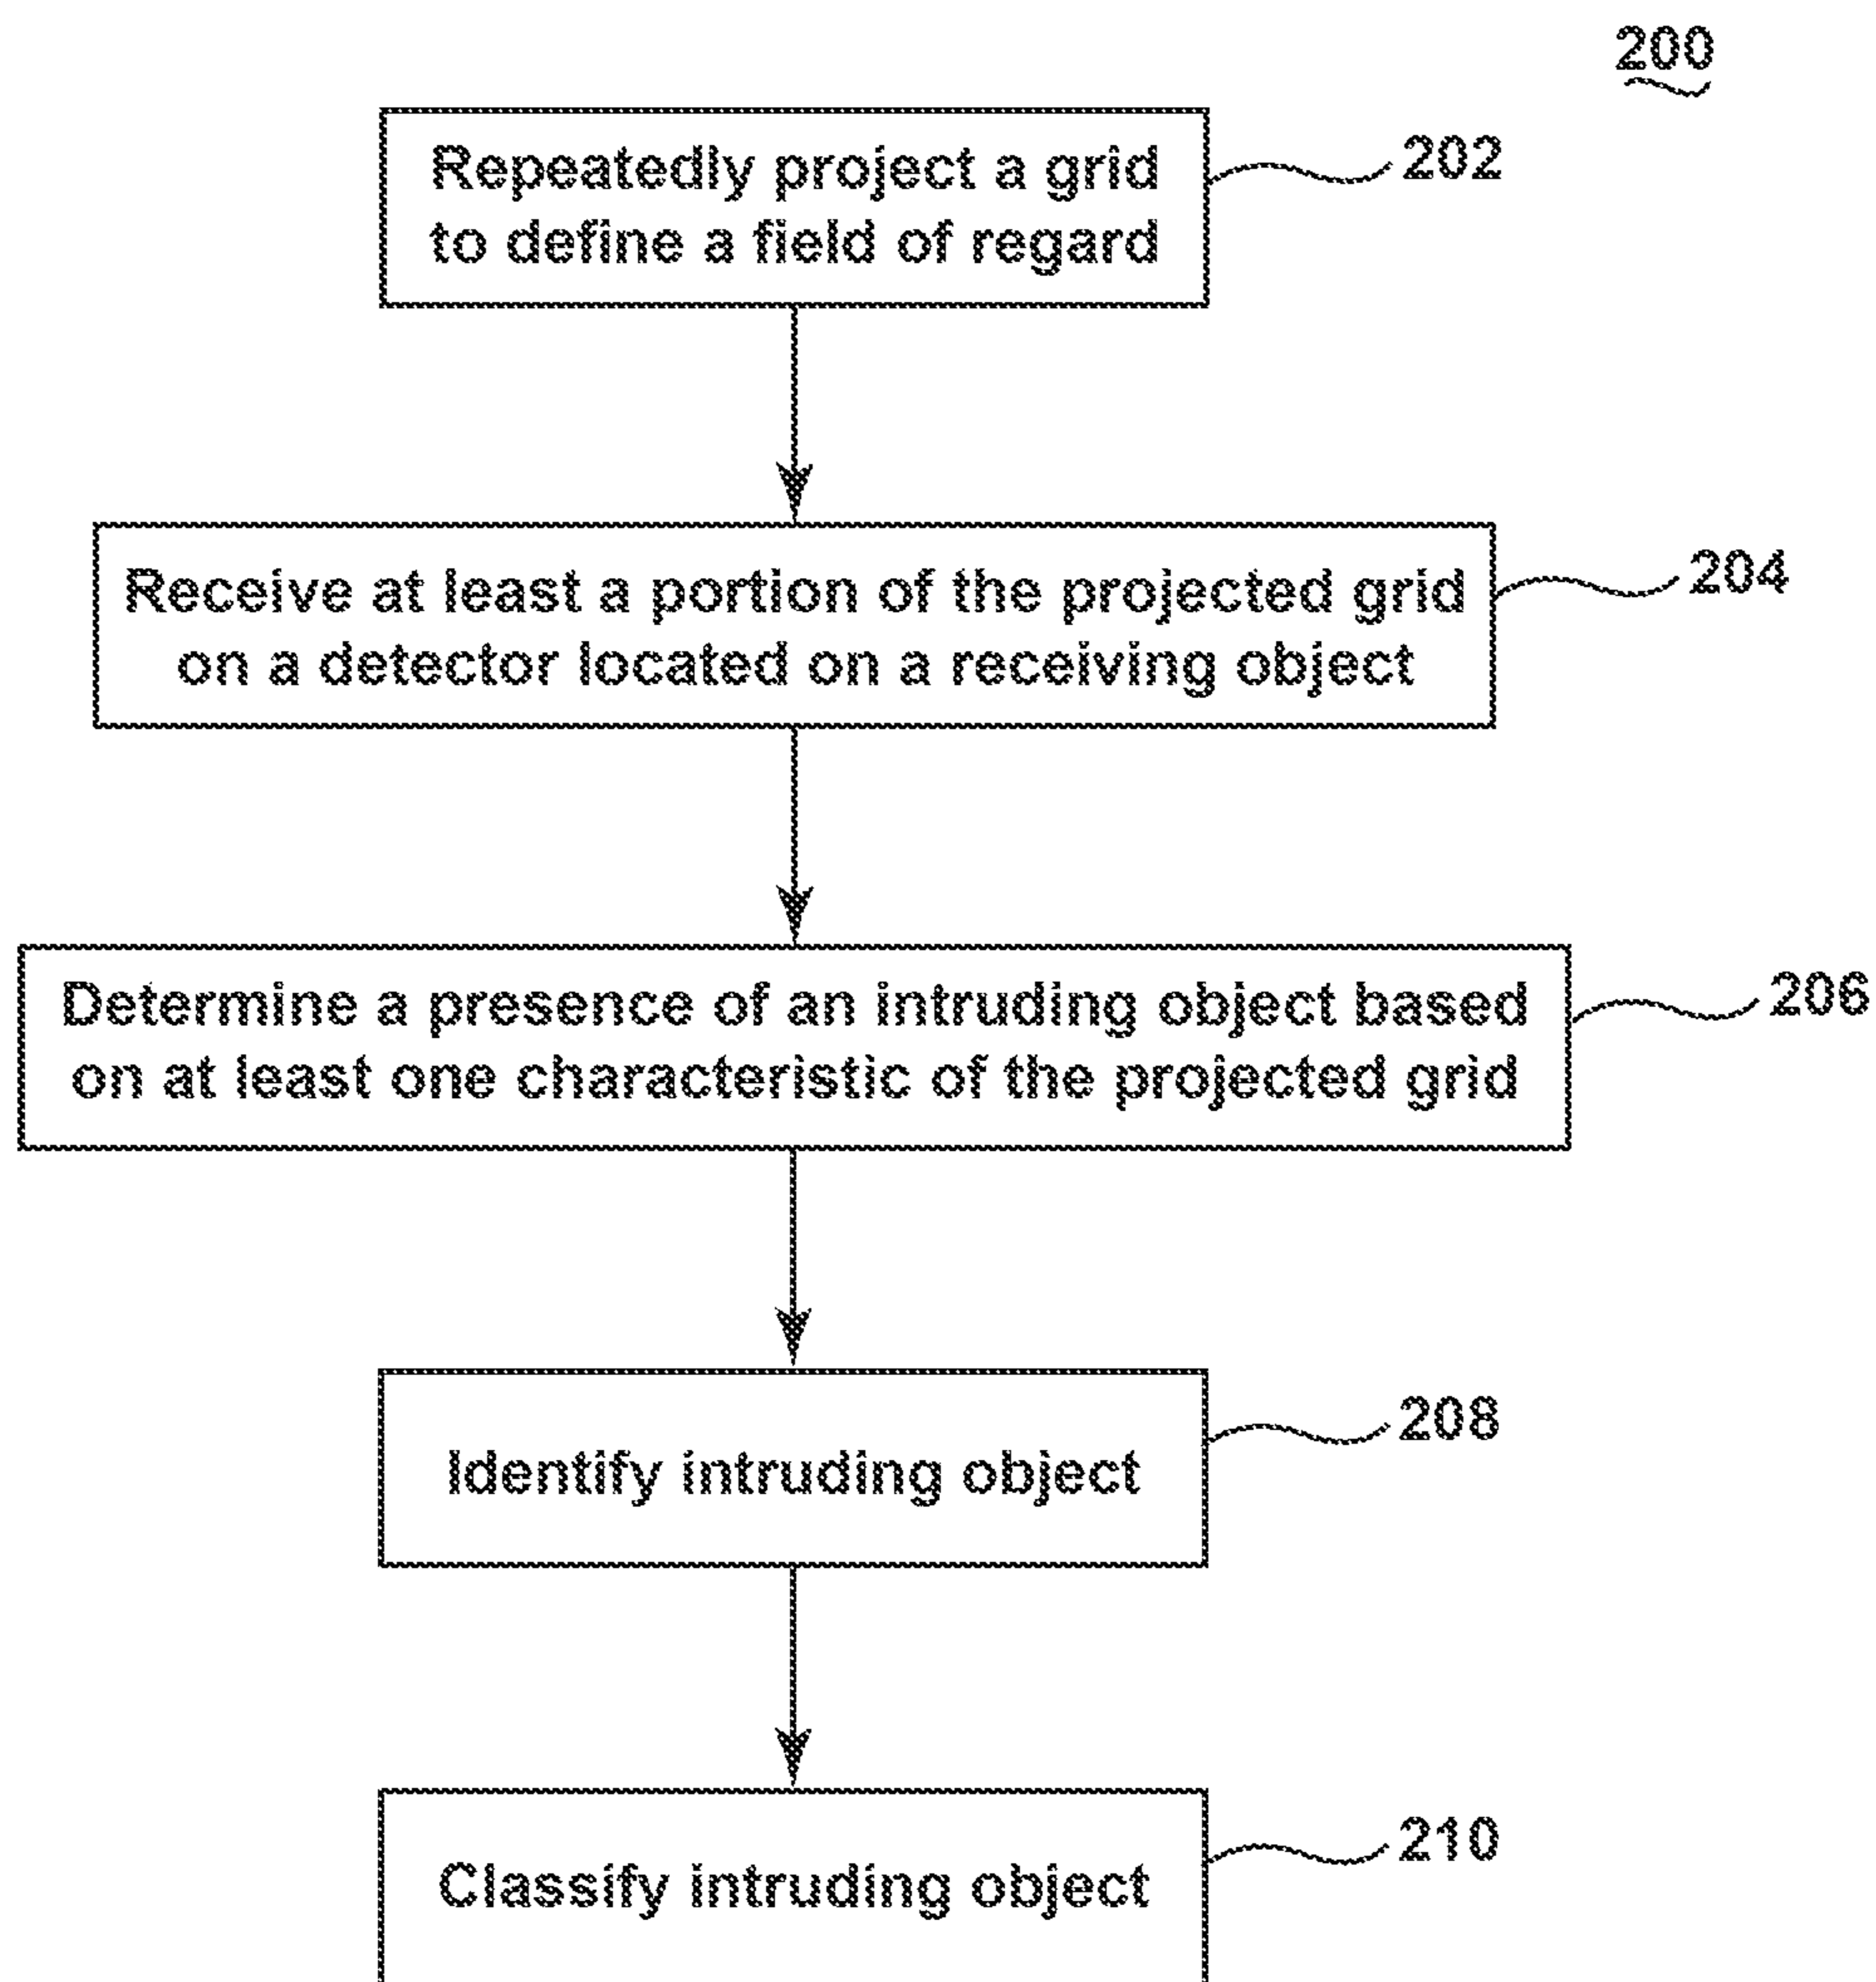 200
Repeatedly project a grid
to define a field of regard
202
Receive at least a portion of the projected grid
on a detector located on a receiving object
204
Determine a presence of an intruding object based
on at least one characteristic of the projected grid
206
Identify intruding object
208
Classify intruding object
210